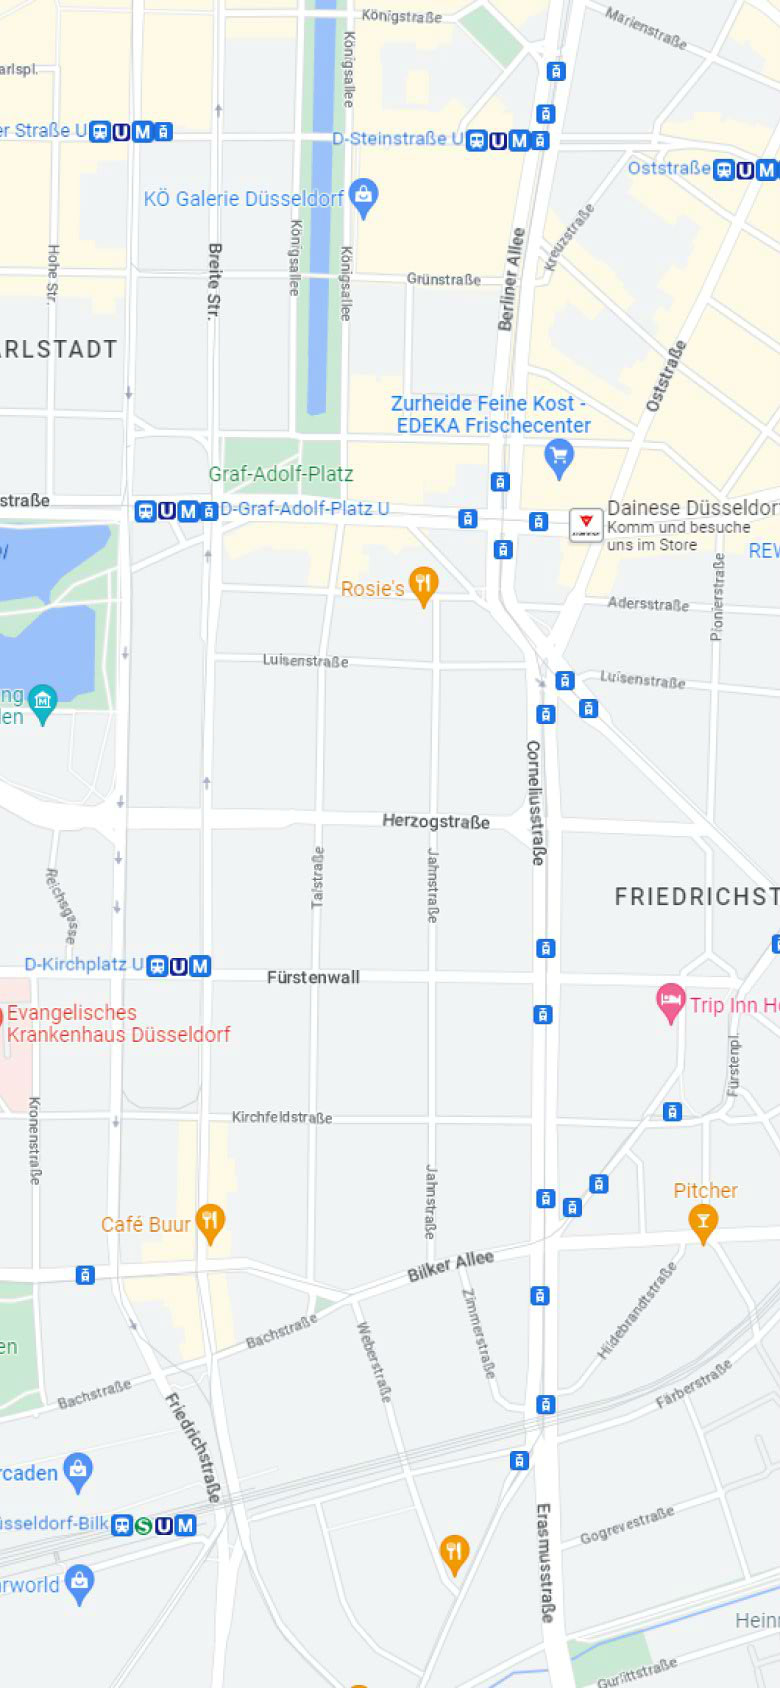 Königstraße
Marienstraße
arlspl.
Königsallee
er Straße U
D-Steinstraße U
Oststraße
KÖ Galerie Düsseldorf
Hohe Str.
Breite Str.
Königsallee
Königsallee
Grünstraße
Berliner Allee
Kreuzstraße
ARLSTADT
Oststraße
Zurheide Feine Kost -
EDEKA Frischecenter
Graf-Adolf-Platz
straße
D-Graf-Adolf-Platz U
Dainese Düsseldorf
Komm und besuche
uns im Store
REW
Rosie's
Adersstraße
Pionierstraße
Luisenstraße
Luisenstraße
ng
len
Corneliusstraße
Herzogstraße
Talstraße
Jahnstraße
Reichsgasse
FRIEDRICHST
D-Kirchplatz U
Fürstenwall
Evangelisches
Krankenhaus Düsseldorf
Trip Inn Ho
Fürstenpl.
Kronenstraße
Kirchfeldstraße
Jahnstraße
Pitcher
Café Buur
Bilker Allee
Zimmerstraße
Hildebrandtstraße
Bachstraße
Weberstraße
en
Bachstraße
Färberstraße
Friedrichstraße
rcaden
üsseldorf-Bilk
Erasmusstraße
Gogrevestraße
arworld
Heinr
Gurlittstraße